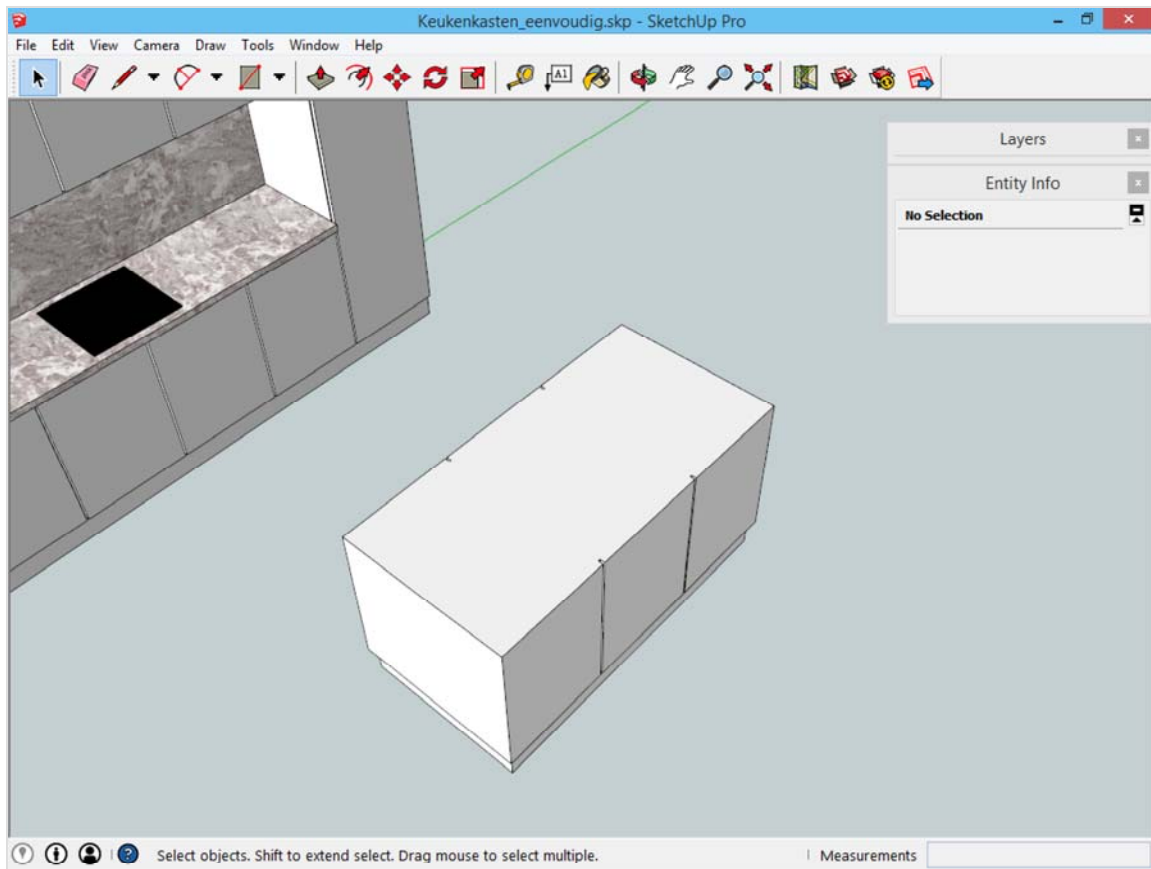 Keukenkasten_eenvoudig.skp - SketchUp Pro
File Edit View Camera Draw Tools Window Help
A1
Layers
Entity Info
No Selection
Select objects. Shift to extend select. Drag mouse to select multiple.
Measurements